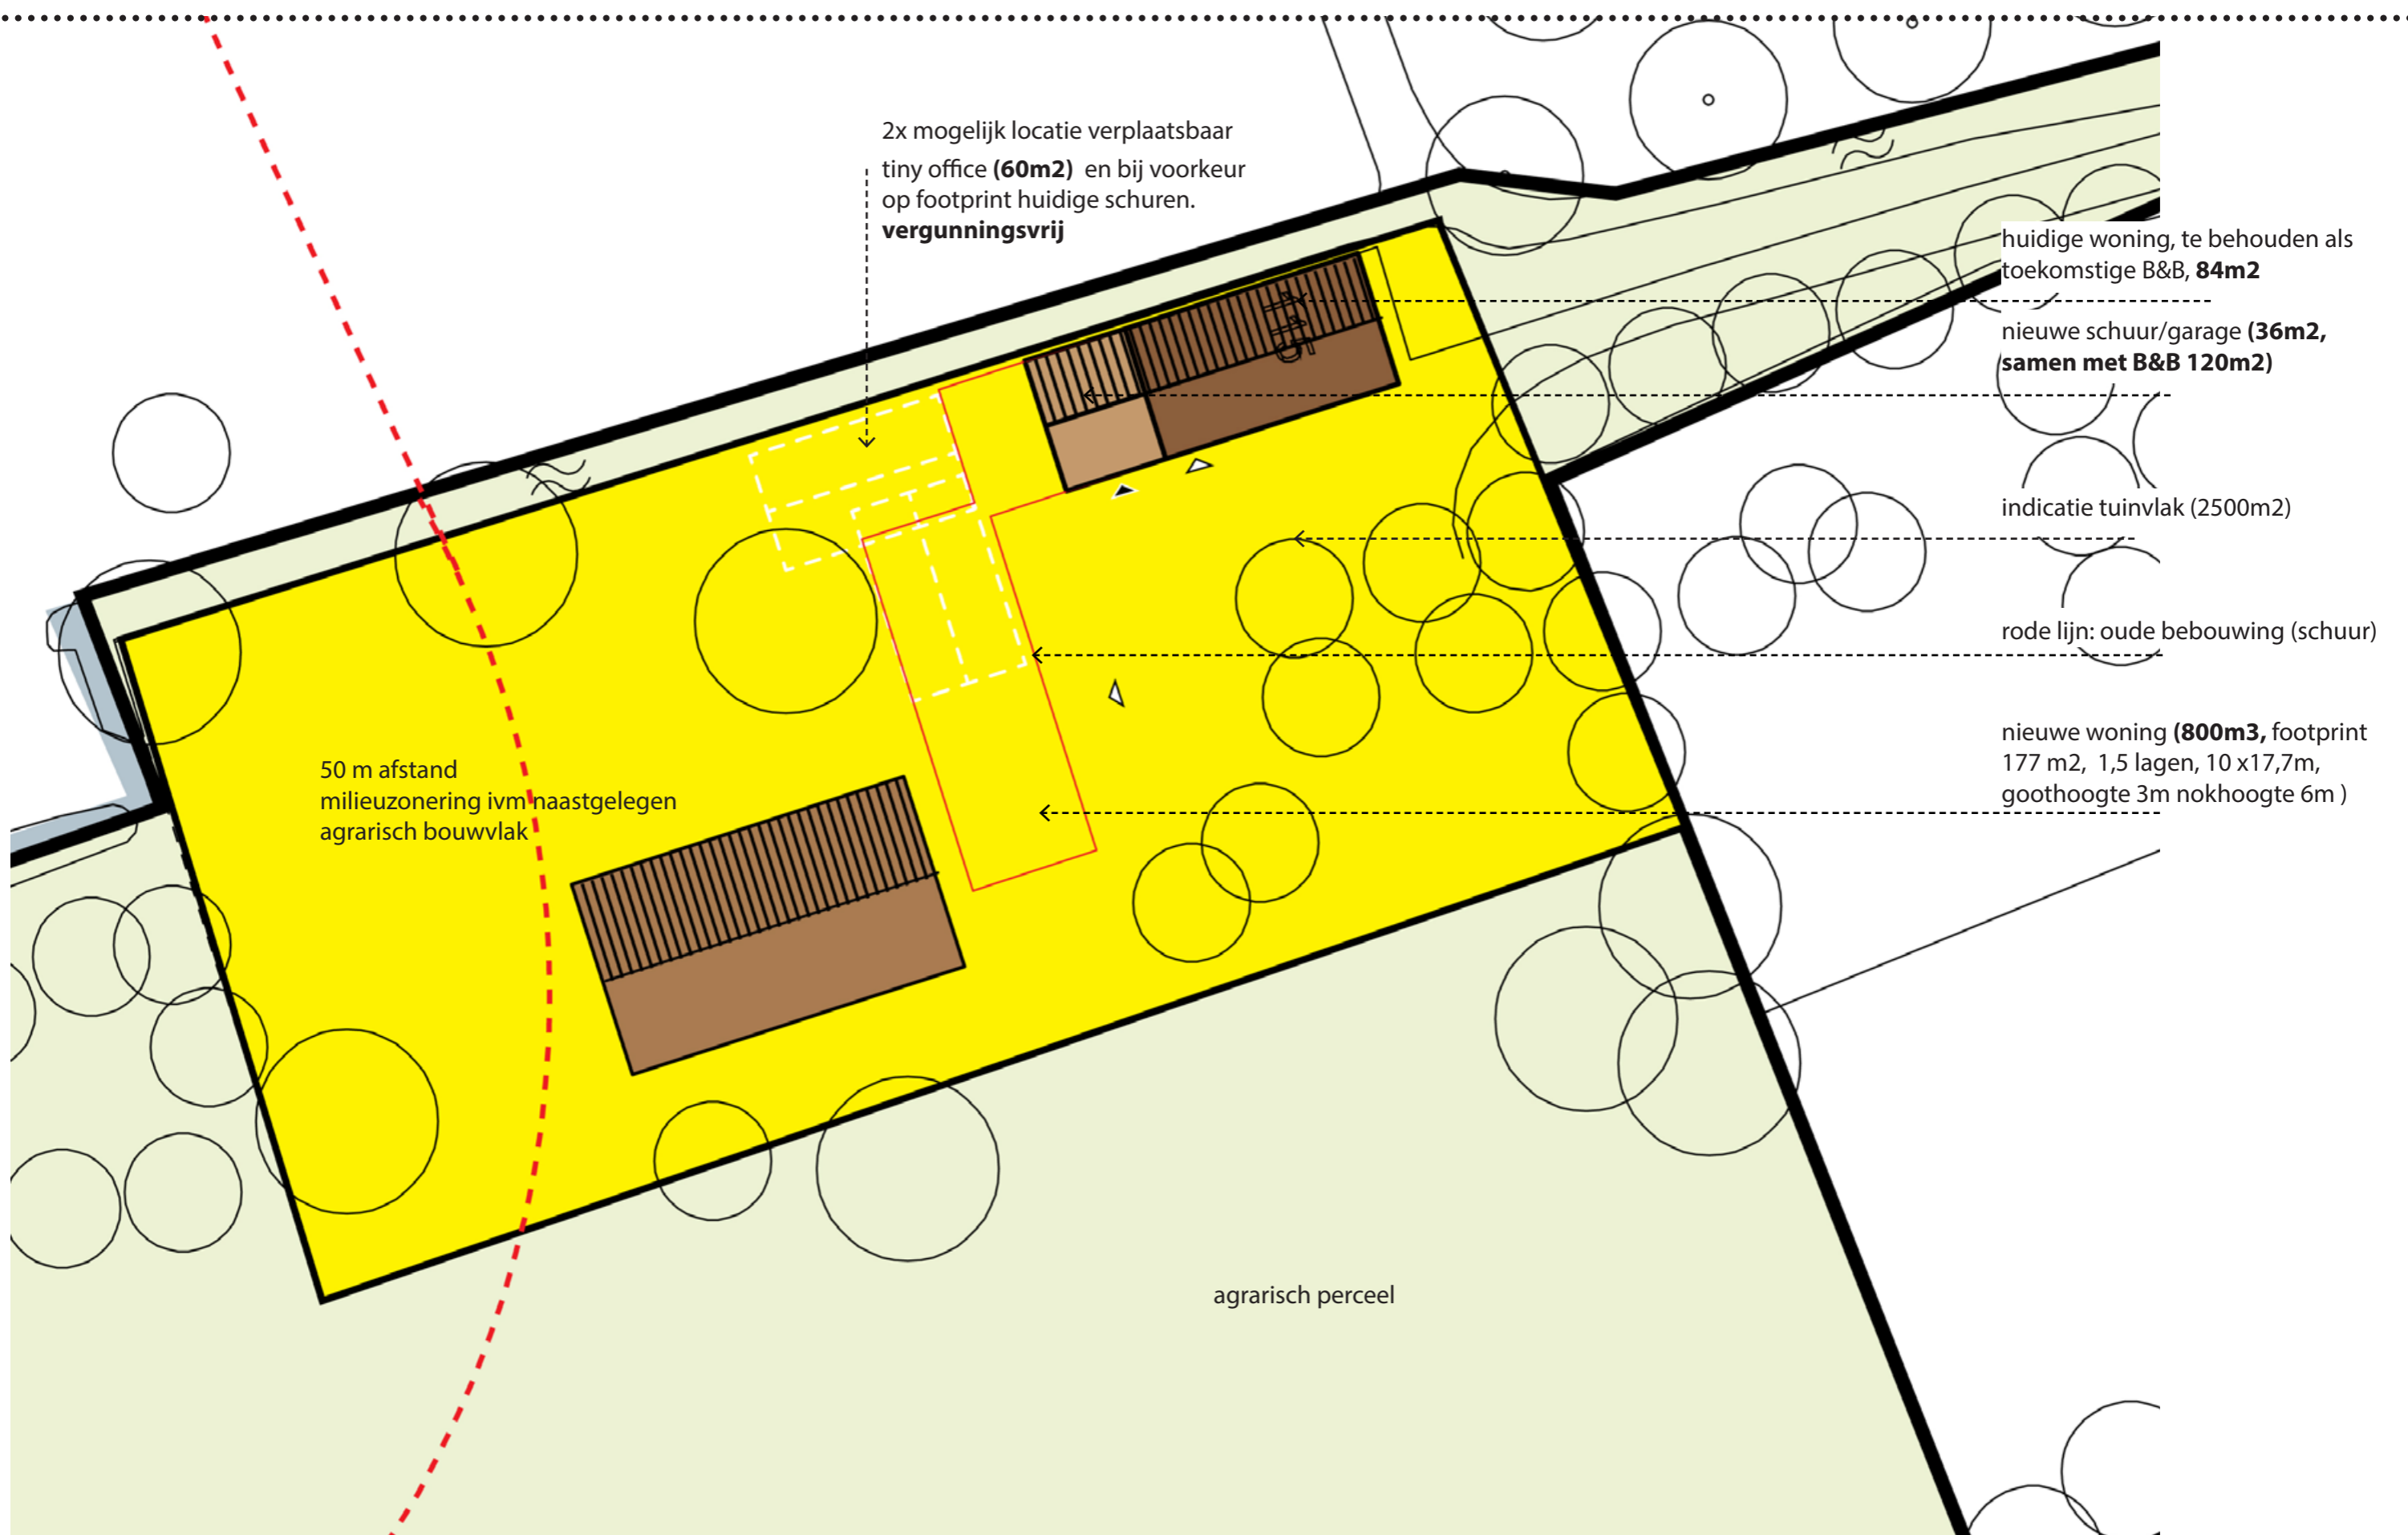 2x mogelijk locatie verplaatsbaar
tiny office (60m2) en bij voorkeur
op footprint huidige schuren.
vergunningsvrij
huidige woning, te behouden als
toekomstige B&B, 84m2
nieuwe schuur/garage (36m2,
samen met B&B 120m2)
indicatie tuinvlak (2500m2)
rode lijn: oude bebouwing (schuur)
nieuwe woning (800m3, footprint
177 m2, 1,5 lagen, 10 x17,7m,
goothoogte 3m nokhoogte 6m )
50 m afstand
milieuzonering ivm naastgelegen
agrarisch bouwvlak
agrarisch perceel